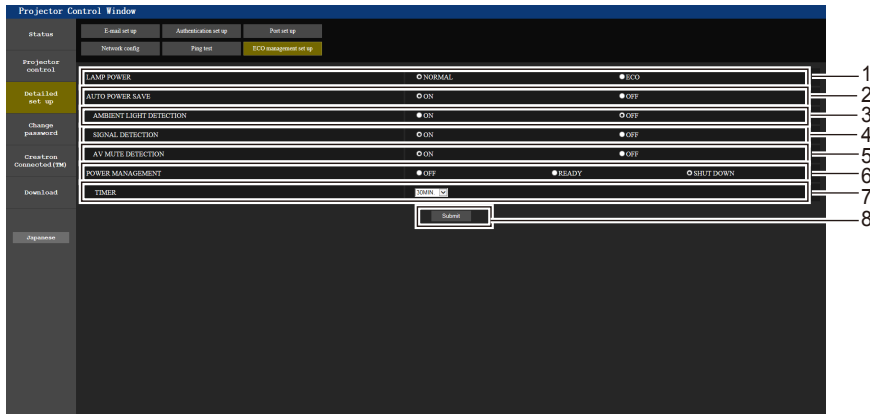 Projector Control Window
Status
E-mail set up Authentication set up Port set up
Network config Ping test ECO management set up
Projector
control
LAMP POWER NORMAL ECO 1
Detailed
set up
AUTO POWER SAVE ON OFF 2
AMBIENT LIGHT DETECTION ON OFF 3
Change
password
SIGNAL DETECTION ON OFF 4
AV MUTE DETECTION ON OFF 5
Crestron
Connected(TM)
POWER MANAGEMENT OFF READY SHUT DOWN 6
Download
TIMER 30MIN 7
Submit 8
Japanese